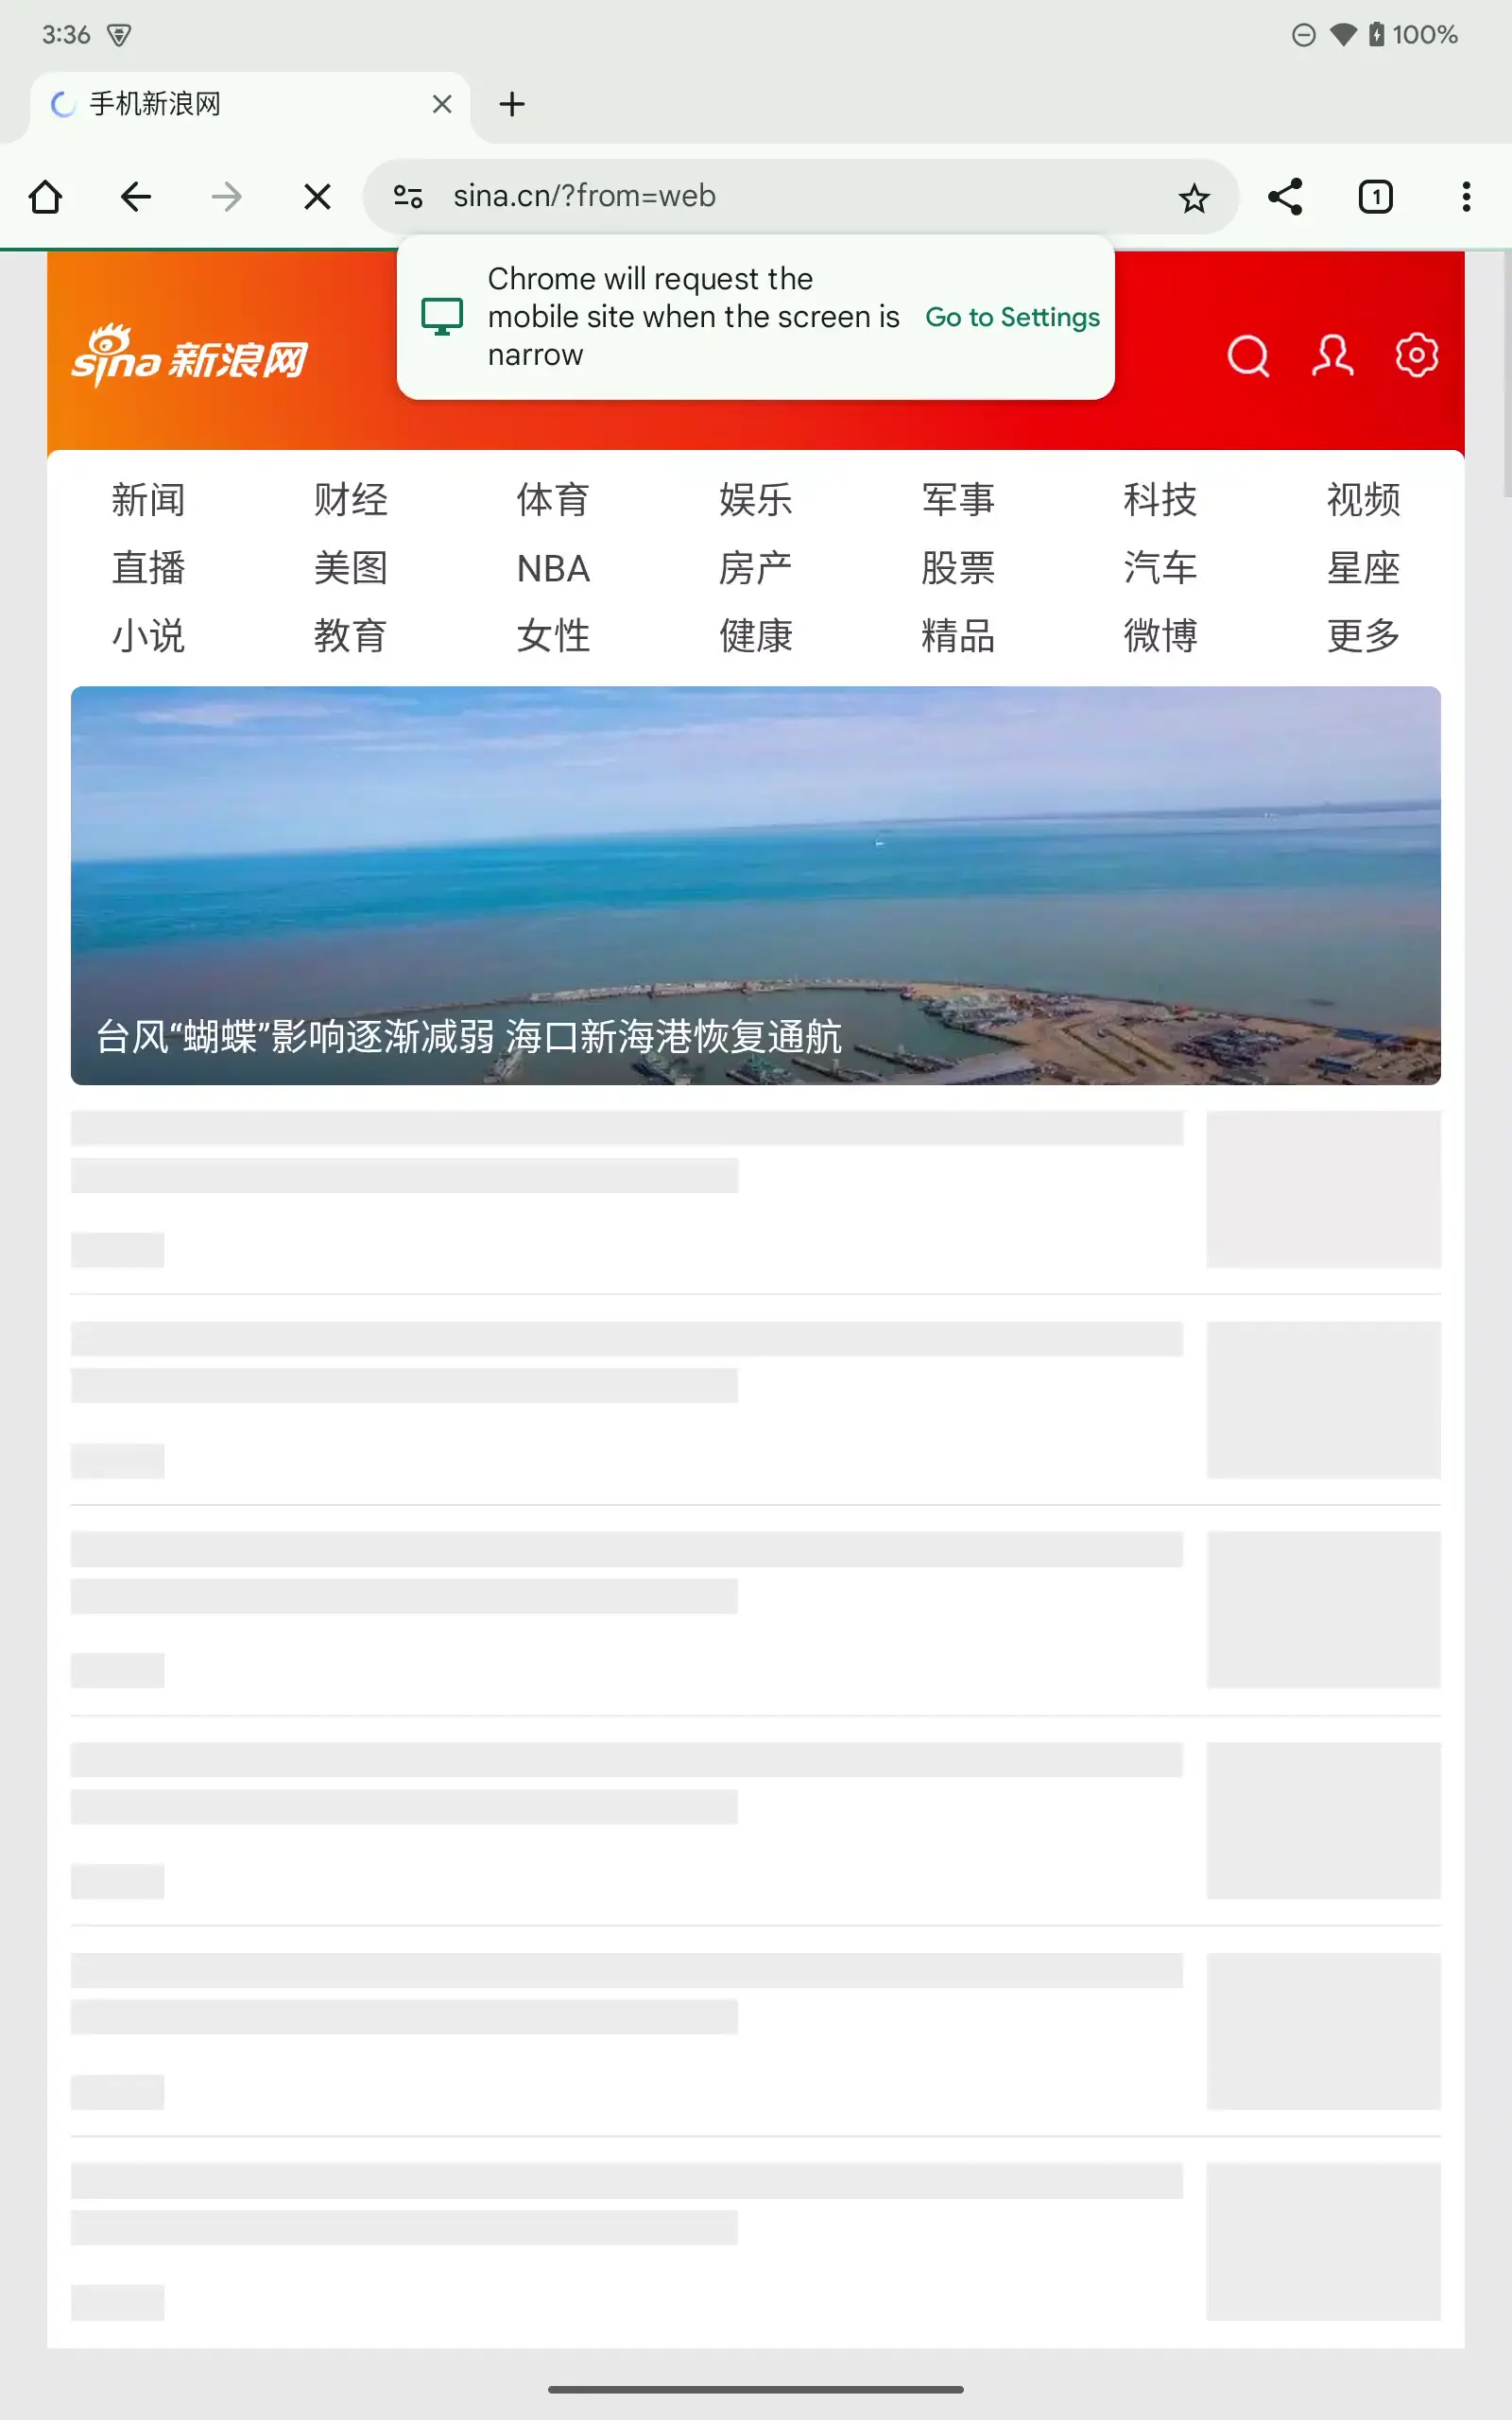 3:36
100%
手机新浪网
sina.cn/?from=web
1
Chrome will request the
mobile site when the screen is
narrow
Go to Settings
sina 新浪网
新闻 财经 体育 娱乐 军事 科技 视频
直播 美图 NBA 房产 股票 汽车 星座
小说 教育 女性 健康 精品 微博 更多
台风“蝴蝶”影响逐渐减弱 海口新海港恢复通航